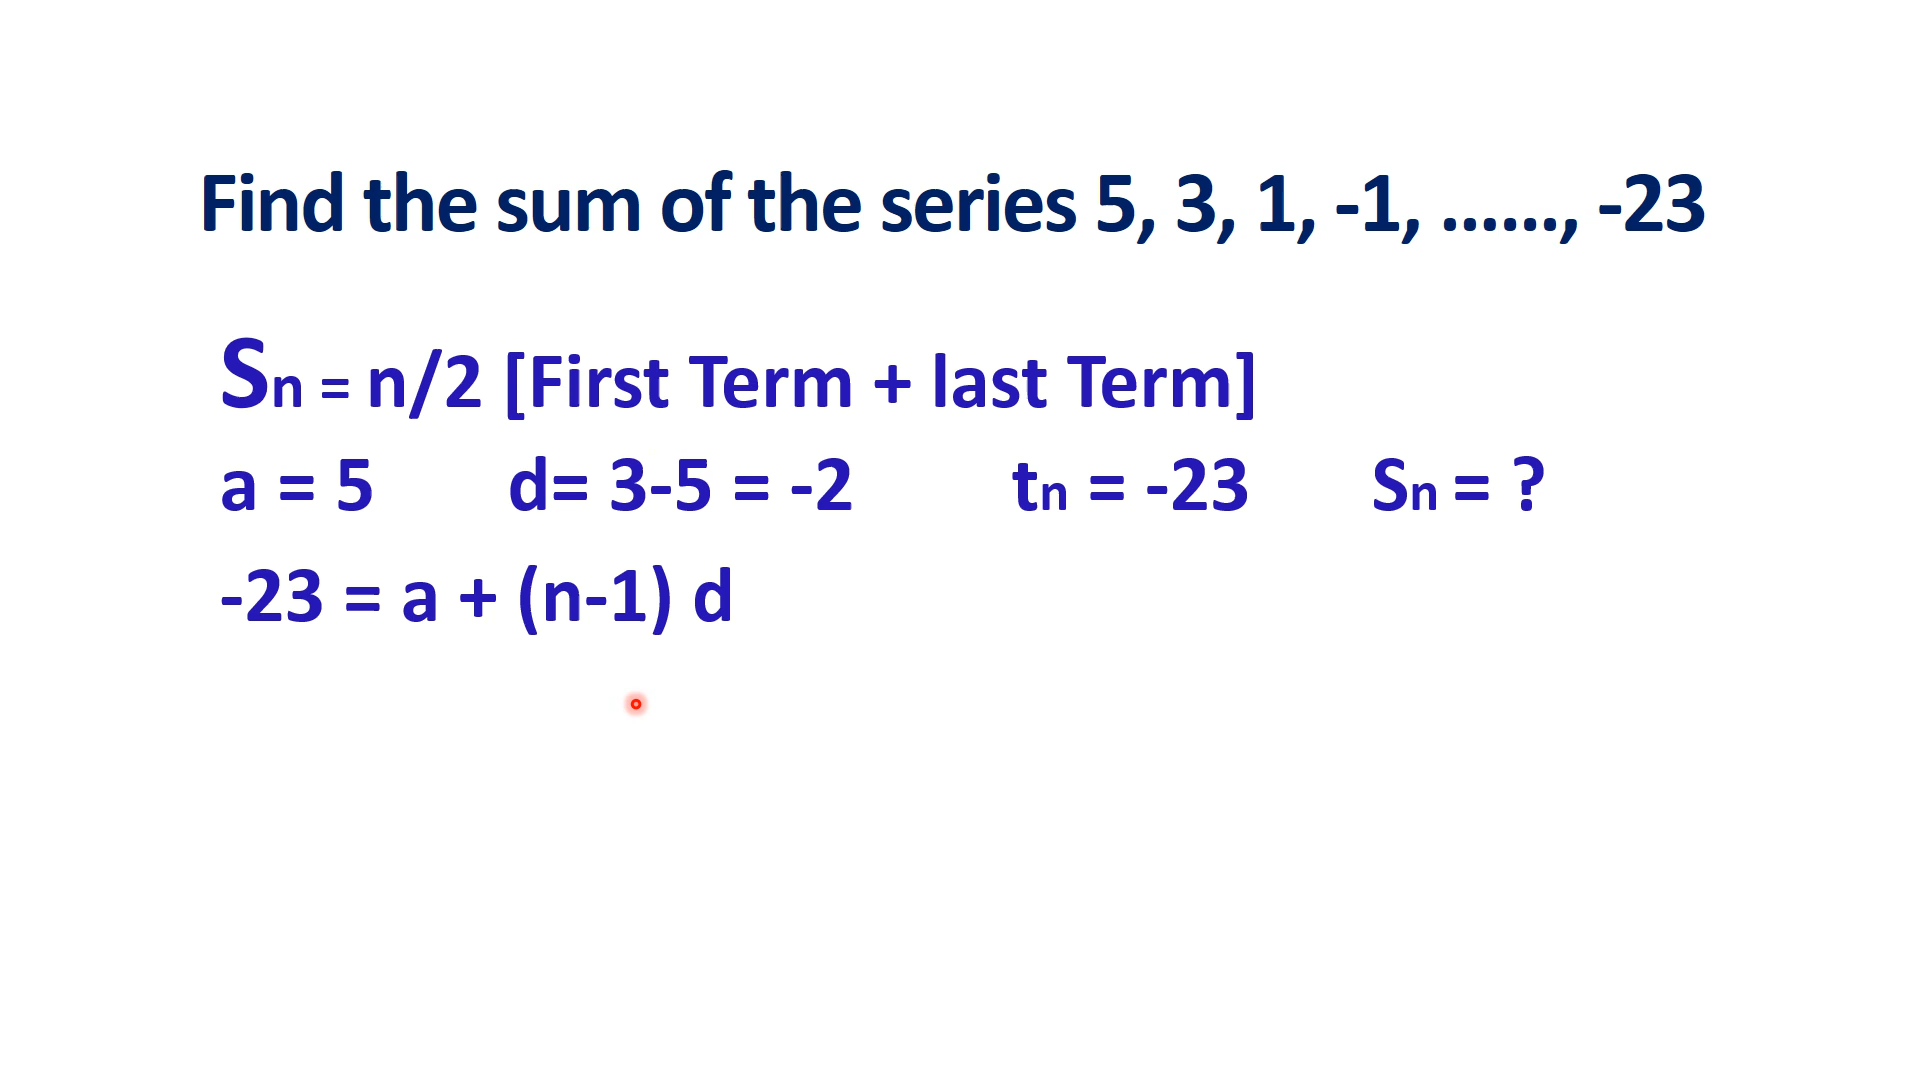 Find the sum of the series 5, 3, 1, -1, ......, -23
Sn = n/2 [First Term + last Term]
a = 5 d= 3-5 = -2 tn = -23 Sn = ?
-23 = a + (n-1) d